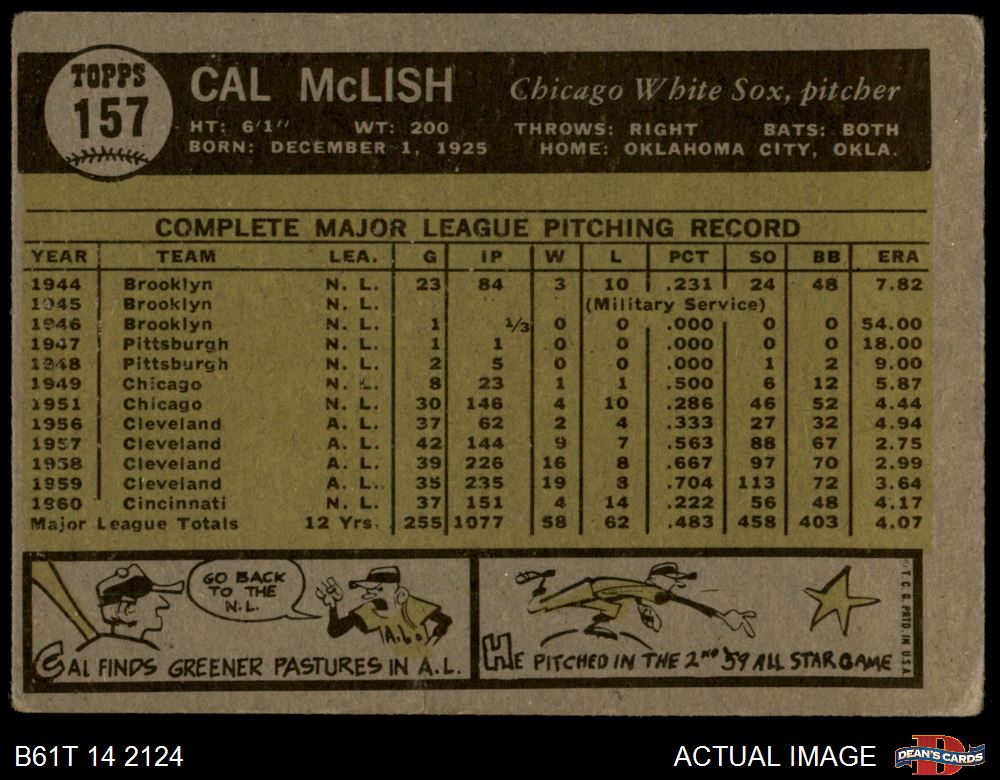 TOPPS
157
CAL McLISH Chicago White Sox, pitcher
HT: 6'1" WT: 200 THROWS: RIGHT BATS: BOTH
BORN: DECEMBER 1, 1925 HOME: OKLAHOMA CITY, OKLA.
COMPLETE MAJOR LEAGUE PITCHING RECORD
YEAR TEAM LEA. G IP W L PCT SO BB ERA
1944 Brooklyn N. L. 23 84 3 10 .231 24 48 7.82
1945 Brooklyn N. L. (Military Service)
1946 Brooklyn N. L. 1 1/3 0 0 .000 0 0 54.00
1947 Pittsburgh N. L. 1 1 0 0 .000 0 0 18.00
1948 Pittsburgh N. L. 2 5 0 0 .000 1 2 9.00
1949 Chicago N. L. 8 23 1 1 .500 6 12 5.87
1951 Chicago N. L. 30 146 4 10 .286 46 52 4.44
1956 Cleveland A. L. 37 62 2 4 .333 27 32 4.94
1957 Cleveland A. L. 42 144 9 7 .563 88 67 2.75
1958 Cleveland A. L. 39 226 16 8 .667 97 70 2.99
1959 Cleveland A. L. 35 235 19 8 .704 113 72 3.64
1960 Cincinnati N. L. 37 151 4 14 .222 56 48 4.17
Major League Totals 12 Yrs. 255 1077 58 62 .483 458 403 4.07
GO BACK
TO THE
N.L.
A.L.
CAL FINDS GREENER PASTURES IN A.L.
HE PITCHED IN THE 2ND '59 ALL STAR GAME
T.C.G. PRTD. IN U.S.A.
B61T 14 2124 ACTUAL IMAGE
D
DEAN'S CARDS